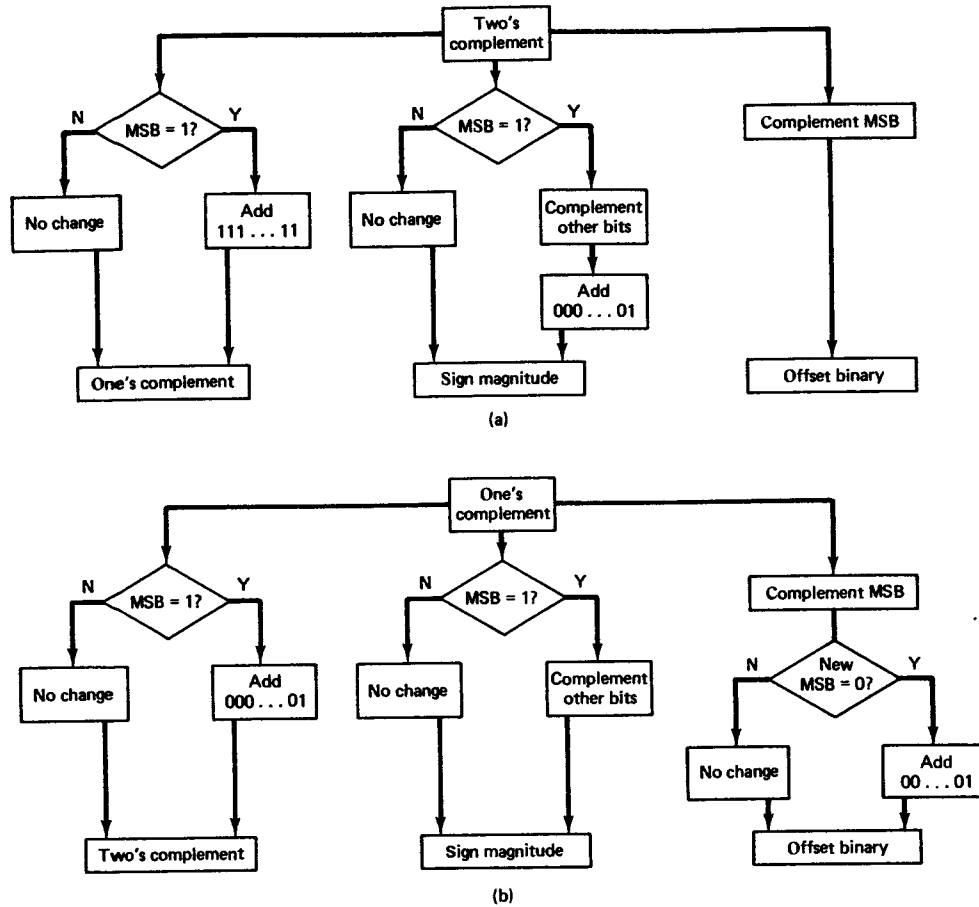 Two's
complement
N
MSB = 1?
Y
N
MSB = 1?
Y
Complement MSB
No change
Add
111 . . . 11
No change
Complement
other bits
Add
000 . . . 01
One's complement
Sign magnitude
Offset binary
(a)
One's
complement
N
MSB = 1?
Y
N
MSB = 1?
Y
Complement MSB
No change
Add
000 . . . 01
No change
Complement
other bits
N
New
MSB = 0?
Y
No change
Add
00 . . . 01
Two's complement
Sign magnitude
Offset binary
(b)